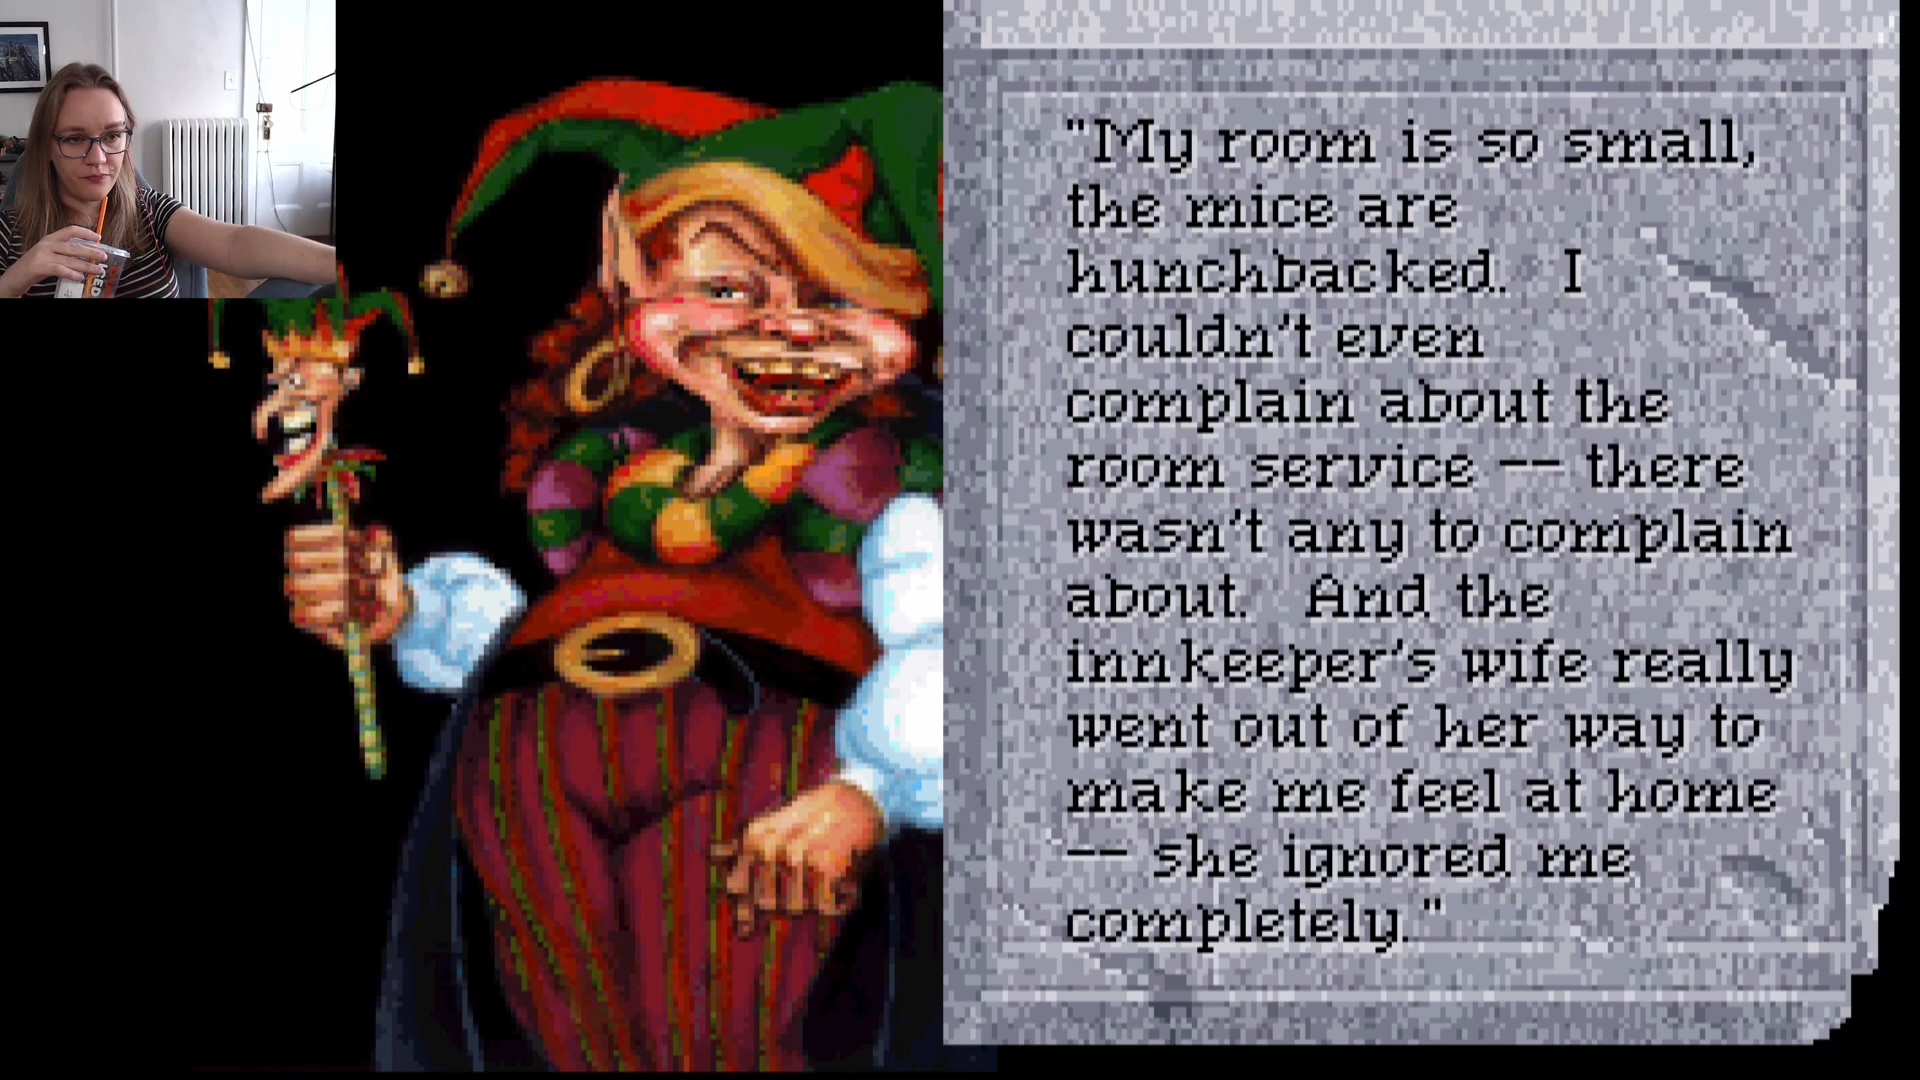 "My room is so small,
the mice are
hunchbacked.  I
couldn't even
complain about the
room service -- there
wasn't any to complain
about.  And the
innkeeper's wife really
went out of her way to
make me feel at home
-- she ignored me
completely."